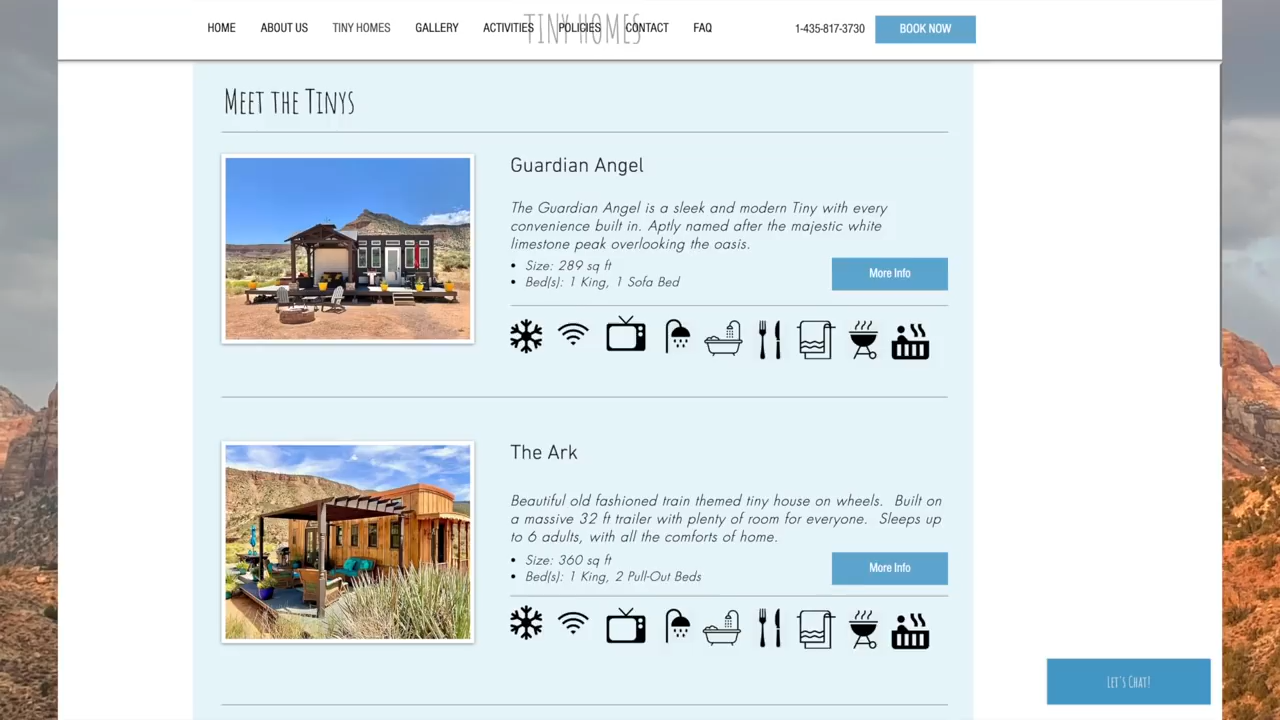 HOME ABOUT US TINY HOMES GALLERY ACTIVITIES POLICIES CONTACT FAQ 1-435-817-3730 BOOK NOW
TINY HOMES
Meet the Tinys
Guardian Angel
The Guardian Angel is a sleek and modern Tiny with every
convenience built in. Aptly named after the majestic white
limestone peak overlooking the oasis.
• Size: 289 sq ft
• Bed(s): 1 King, 1 Sofa Bed
More Info
The Ark
Beautiful old fashioned train themed tiny house on wheels. Built on
a massive 32 ft trailer with plenty of room for everyone. Sleeps up
to 6 adults, with all the comforts of home.
• Size: 360 sq ft
• Bed(s): 1 King, 2 Pull-Out Beds
More Info
Let's Chat!